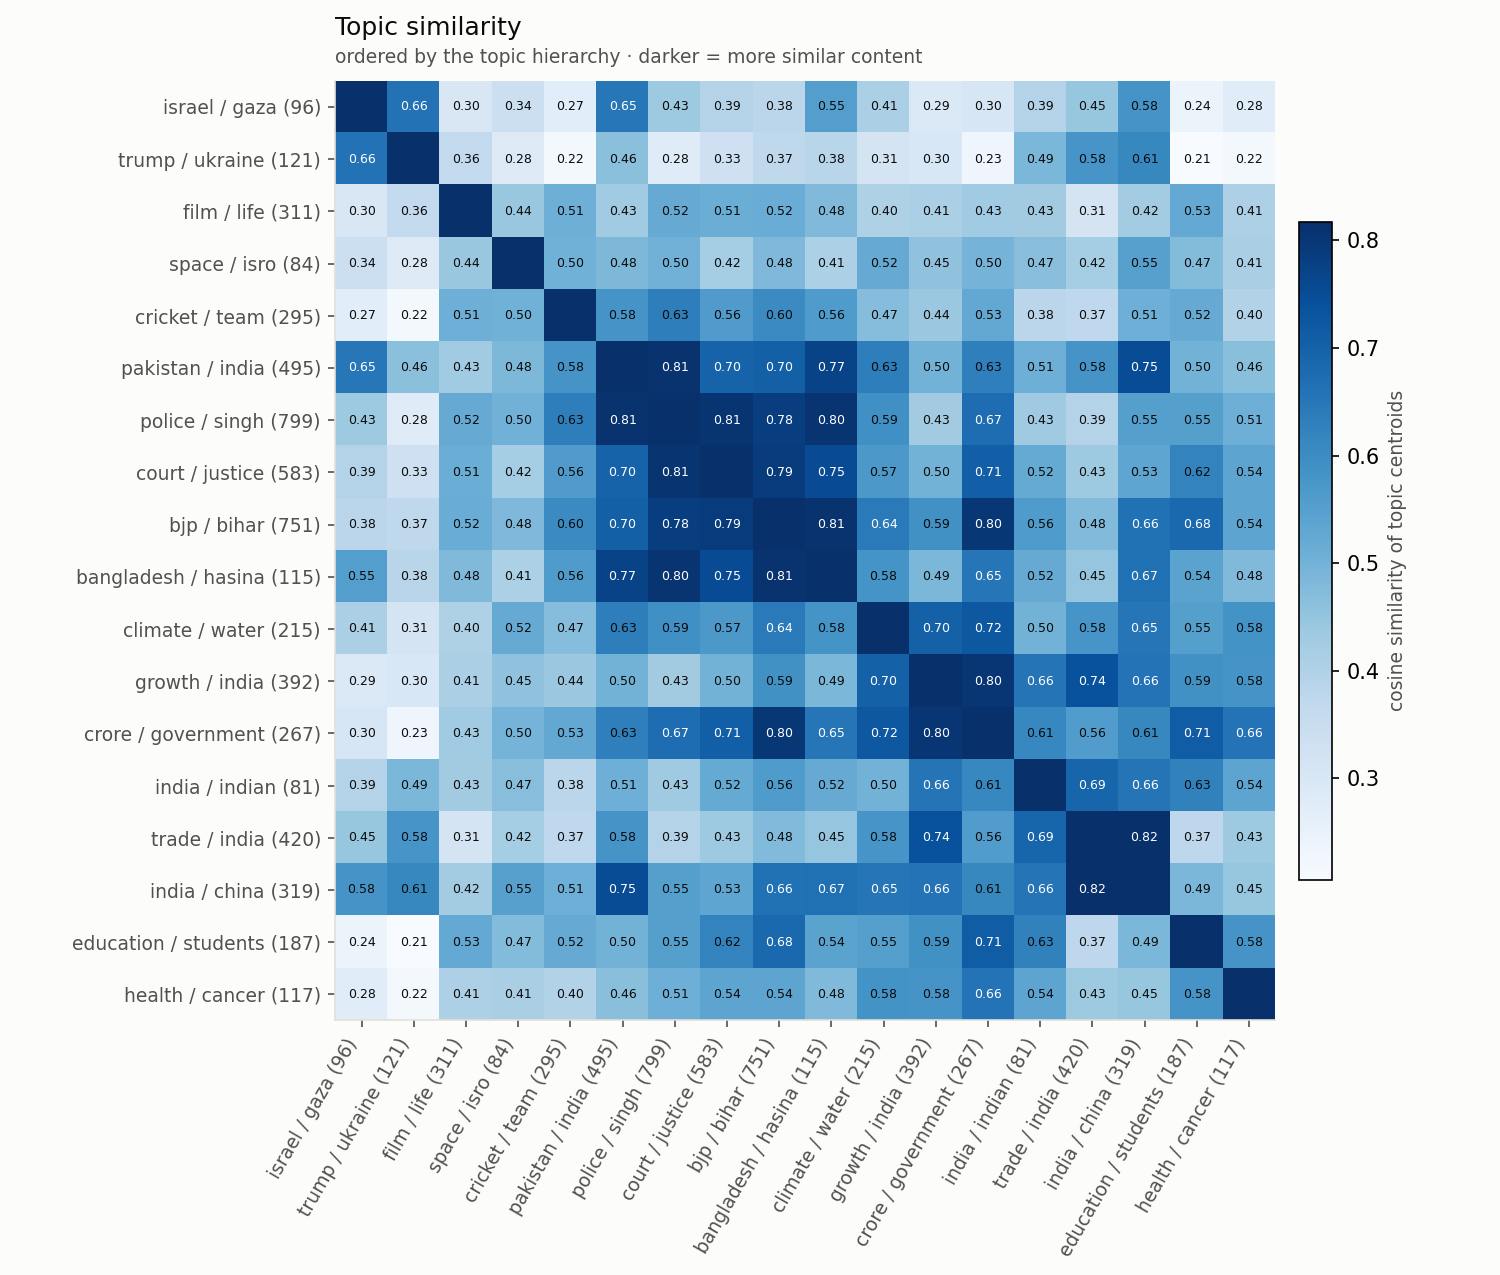 Topic similarity
ordered by the topic hierarchy · darker = more similar content
israel / gaza (96) 0.66 0.30 0.34 0.27 0.65 0.43 0.39 0.38 0.55 0.41 0.29 0.30 0.39 0.45 0.58 0.24 0.28
trump / ukraine (121) 0.66 0.36 0.28 0.22 0.46 0.28 0.33 0.37 0.38 0.31 0.30 0.23 0.49 0.58 0.61 0.21 0.22
film / life (311) 0.30 0.36 0.44 0.51 0.43 0.52 0.51 0.52 0.48 0.40 0.41 0.43 0.43 0.31 0.42 0.53 0.41
space / isro (84) 0.34 0.28 0.44 0.50 0.48 0.50 0.42 0.48 0.41 0.52 0.45 0.50 0.47 0.42 0.55 0.47 0.41
cricket / team (295) 0.27 0.22 0.51 0.50 0.58 0.63 0.56 0.60 0.56 0.47 0.44 0.53 0.38 0.37 0.51 0.52 0.40
pakistan / india (495) 0.65 0.46 0.43 0.48 0.58 0.81 0.70 0.70 0.77 0.63 0.50 0.63 0.51 0.58 0.75 0.50 0.46
police / singh (799) 0.43 0.28 0.52 0.50 0.63 0.81 0.81 0.78 0.80 0.59 0.43 0.67 0.43 0.39 0.55 0.55 0.51
court / justice (583) 0.39 0.33 0.51 0.42 0.56 0.70 0.81 0.79 0.75 0.57 0.50 0.71 0.52 0.43 0.53 0.62 0.54
bjp / bihar (751) 0.38 0.37 0.52 0.48 0.60 0.70 0.78 0.79 0.81 0.64 0.59 0.80 0.56 0.48 0.66 0.68 0.54
bangladesh / hasina (115) 0.55 0.38 0.48 0.41 0.56 0.77 0.80 0.75 0.81 0.58 0.49 0.65 0.52 0.45 0.67 0.54 0.48
climate / water (215) 0.41 0.31 0.40 0.52 0.47 0.63 0.59 0.57 0.64 0.58 0.70 0.72 0.50 0.58 0.65 0.55 0.58
growth / india (392) 0.29 0.30 0.41 0.45 0.44 0.50 0.43 0.50 0.59 0.49 0.70 0.80 0.66 0.74 0.66 0.59 0.58
crore / government (267) 0.30 0.23 0.43 0.50 0.53 0.63 0.67 0.71 0.80 0.65 0.72 0.80 0.61 0.56 0.61 0.71 0.66
india / indian (81) 0.39 0.49 0.43 0.47 0.38 0.51 0.43 0.52 0.56 0.52 0.50 0.66 0.61 0.69 0.66 0.63 0.54
trade / india (420) 0.45 0.58 0.31 0.42 0.37 0.58 0.39 0.43 0.48 0.45 0.58 0.74 0.56 0.69 0.82 0.37 0.43
india / china (319) 0.58 0.61 0.42 0.55 0.51 0.75 0.55 0.53 0.66 0.67 0.65 0.66 0.61 0.66 0.82 0.49 0.45
education / students (187) 0.24 0.21 0.53 0.47 0.52 0.50 0.55 0.62 0.68 0.54 0.55 0.59 0.71 0.63 0.37 0.49 0.58
health / cancer (117) 0.28 0.22 0.41 0.41 0.40 0.46 0.51 0.54 0.54 0.48 0.58 0.58 0.66 0.54 0.43 0.45 0.58
israel / gaza (96)
trump / ukraine (121)
film / life (311)
space / isro (84)
cricket / team (295)
pakistan / india (495)
police / singh (799)
court / justice (583)
bjp / bihar (751)
bangladesh / hasina (115)
climate / water (215)
growth / india (392)
crore / government (267)
india / indian (81)
trade / india (420)
india / china (319)
education / students (187)
health / cancer (117)
0.8
0.7
0.6
0.5
0.4
0.3
cosine similarity of topic centroids